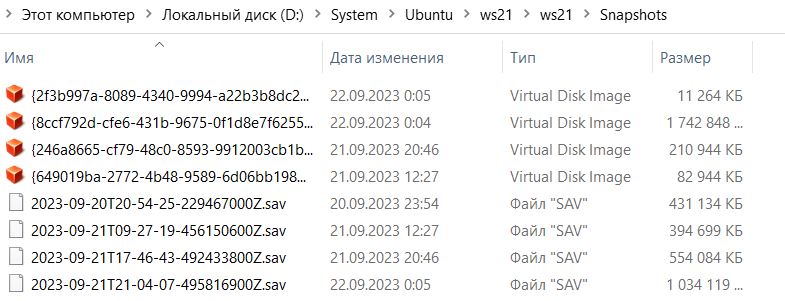 Этот компьютер > Локальный диск (D:) > System > Ubuntu > ws21 > ws21 > Snapshots
Имя Дата изменения Тип Размер
{2f3b997a-8089-4340-9994-a22b3b8dc2... 22.09.2023 0:05 Virtual Disk Image 11 264 КБ
{8ccf792d-cfe6-431b-9675-0f1d8e7f6255... 22.09.2023 0:04 Virtual Disk Image 1 742 848 ...
{246a8665-cf79-48c0-8593-9912003cb1b... 21.09.2023 20:46 Virtual Disk Image 210 944 КБ
{649019ba-2772-4b48-9589-6d06bb198... 21.09.2023 12:27 Virtual Disk Image 82 944 КБ
2023-09-20T20-54-25-229467000Z.sav 20.09.2023 23:54 Файл "SAV" 431 134 КБ
2023-09-21T09-27-19-456150600Z.sav 21.09.2023 12:27 Файл "SAV" 394 699 КБ
2023-09-21T17-46-43-492433800Z.sav 21.09.2023 20:46 Файл "SAV" 554 084 КБ
2023-09-21T21-04-07-495816900Z.sav 22.09.2023 0:05 Файл "SAV" 1 034 119 ...